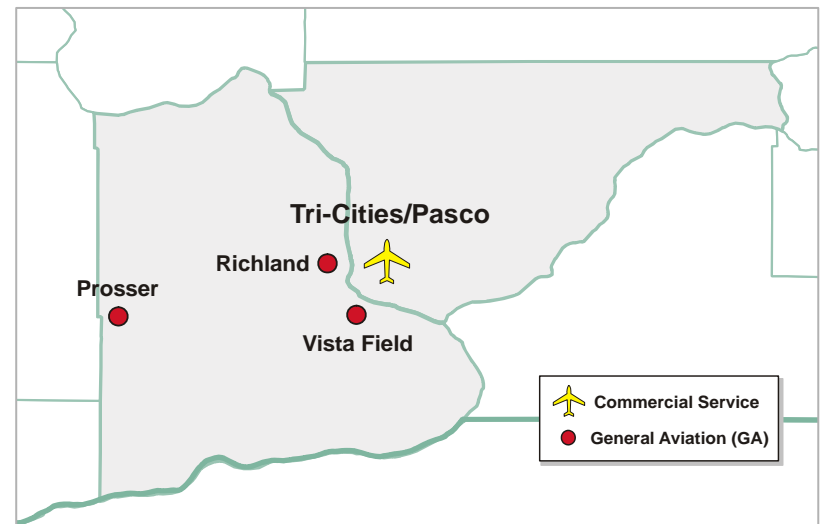 Tri-Cities/Pasco
Richland
Prosser
Vista Field
Commercial Service
General Aviation (GA)